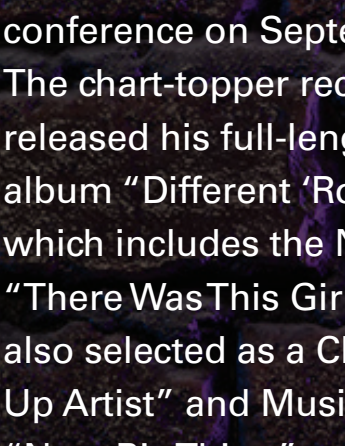 conference on Septe
The chart-topper rec
released his full-leng
album “Different ‘Ro
which includes the N
“There Was This Gir
also selected as a C
Up Artist” and Musi